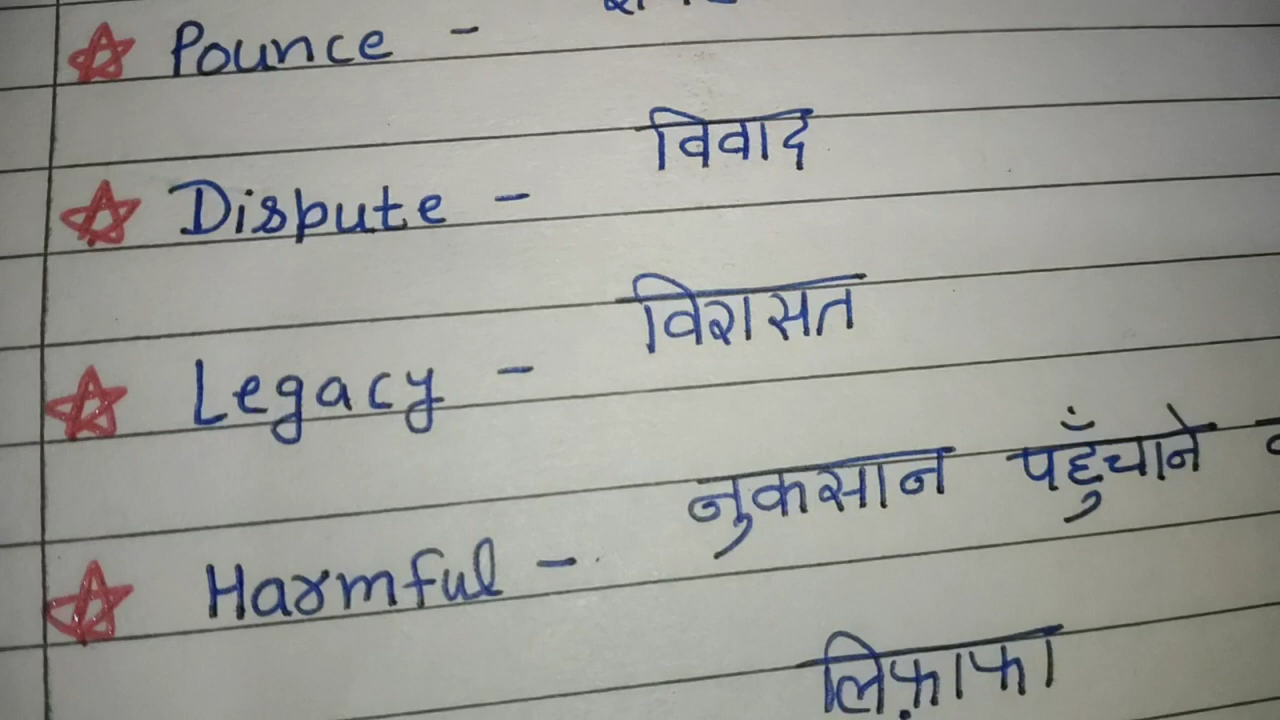 Pounce -
विवाद
Dispute -
विरासत
Legacy -
नुकसान पहुँचाने
Harmful -
लिफ़ाफा